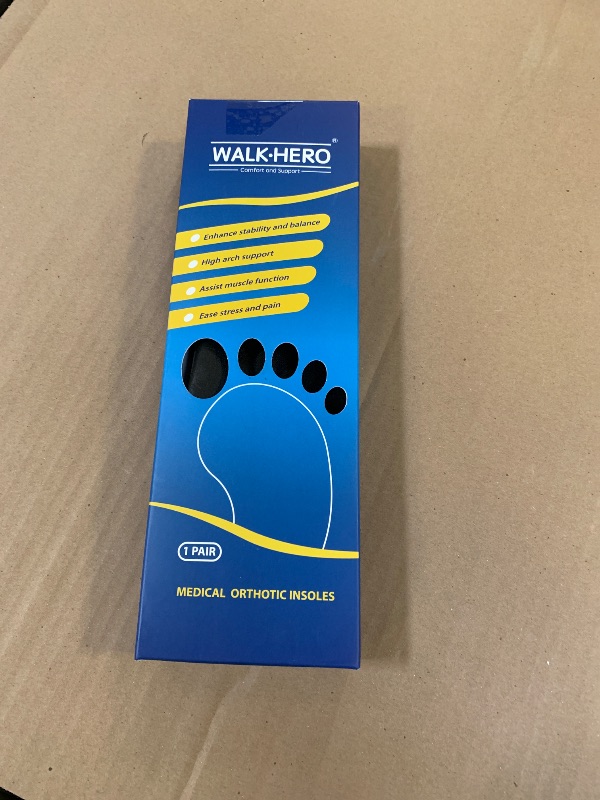 WALK·HERO®
Comfort and Support
Enhance stability and balance
High arch support
Assist muscle function
Ease stress and pain
1 PAIR
MEDICAL ORTHOTIC INSOLES